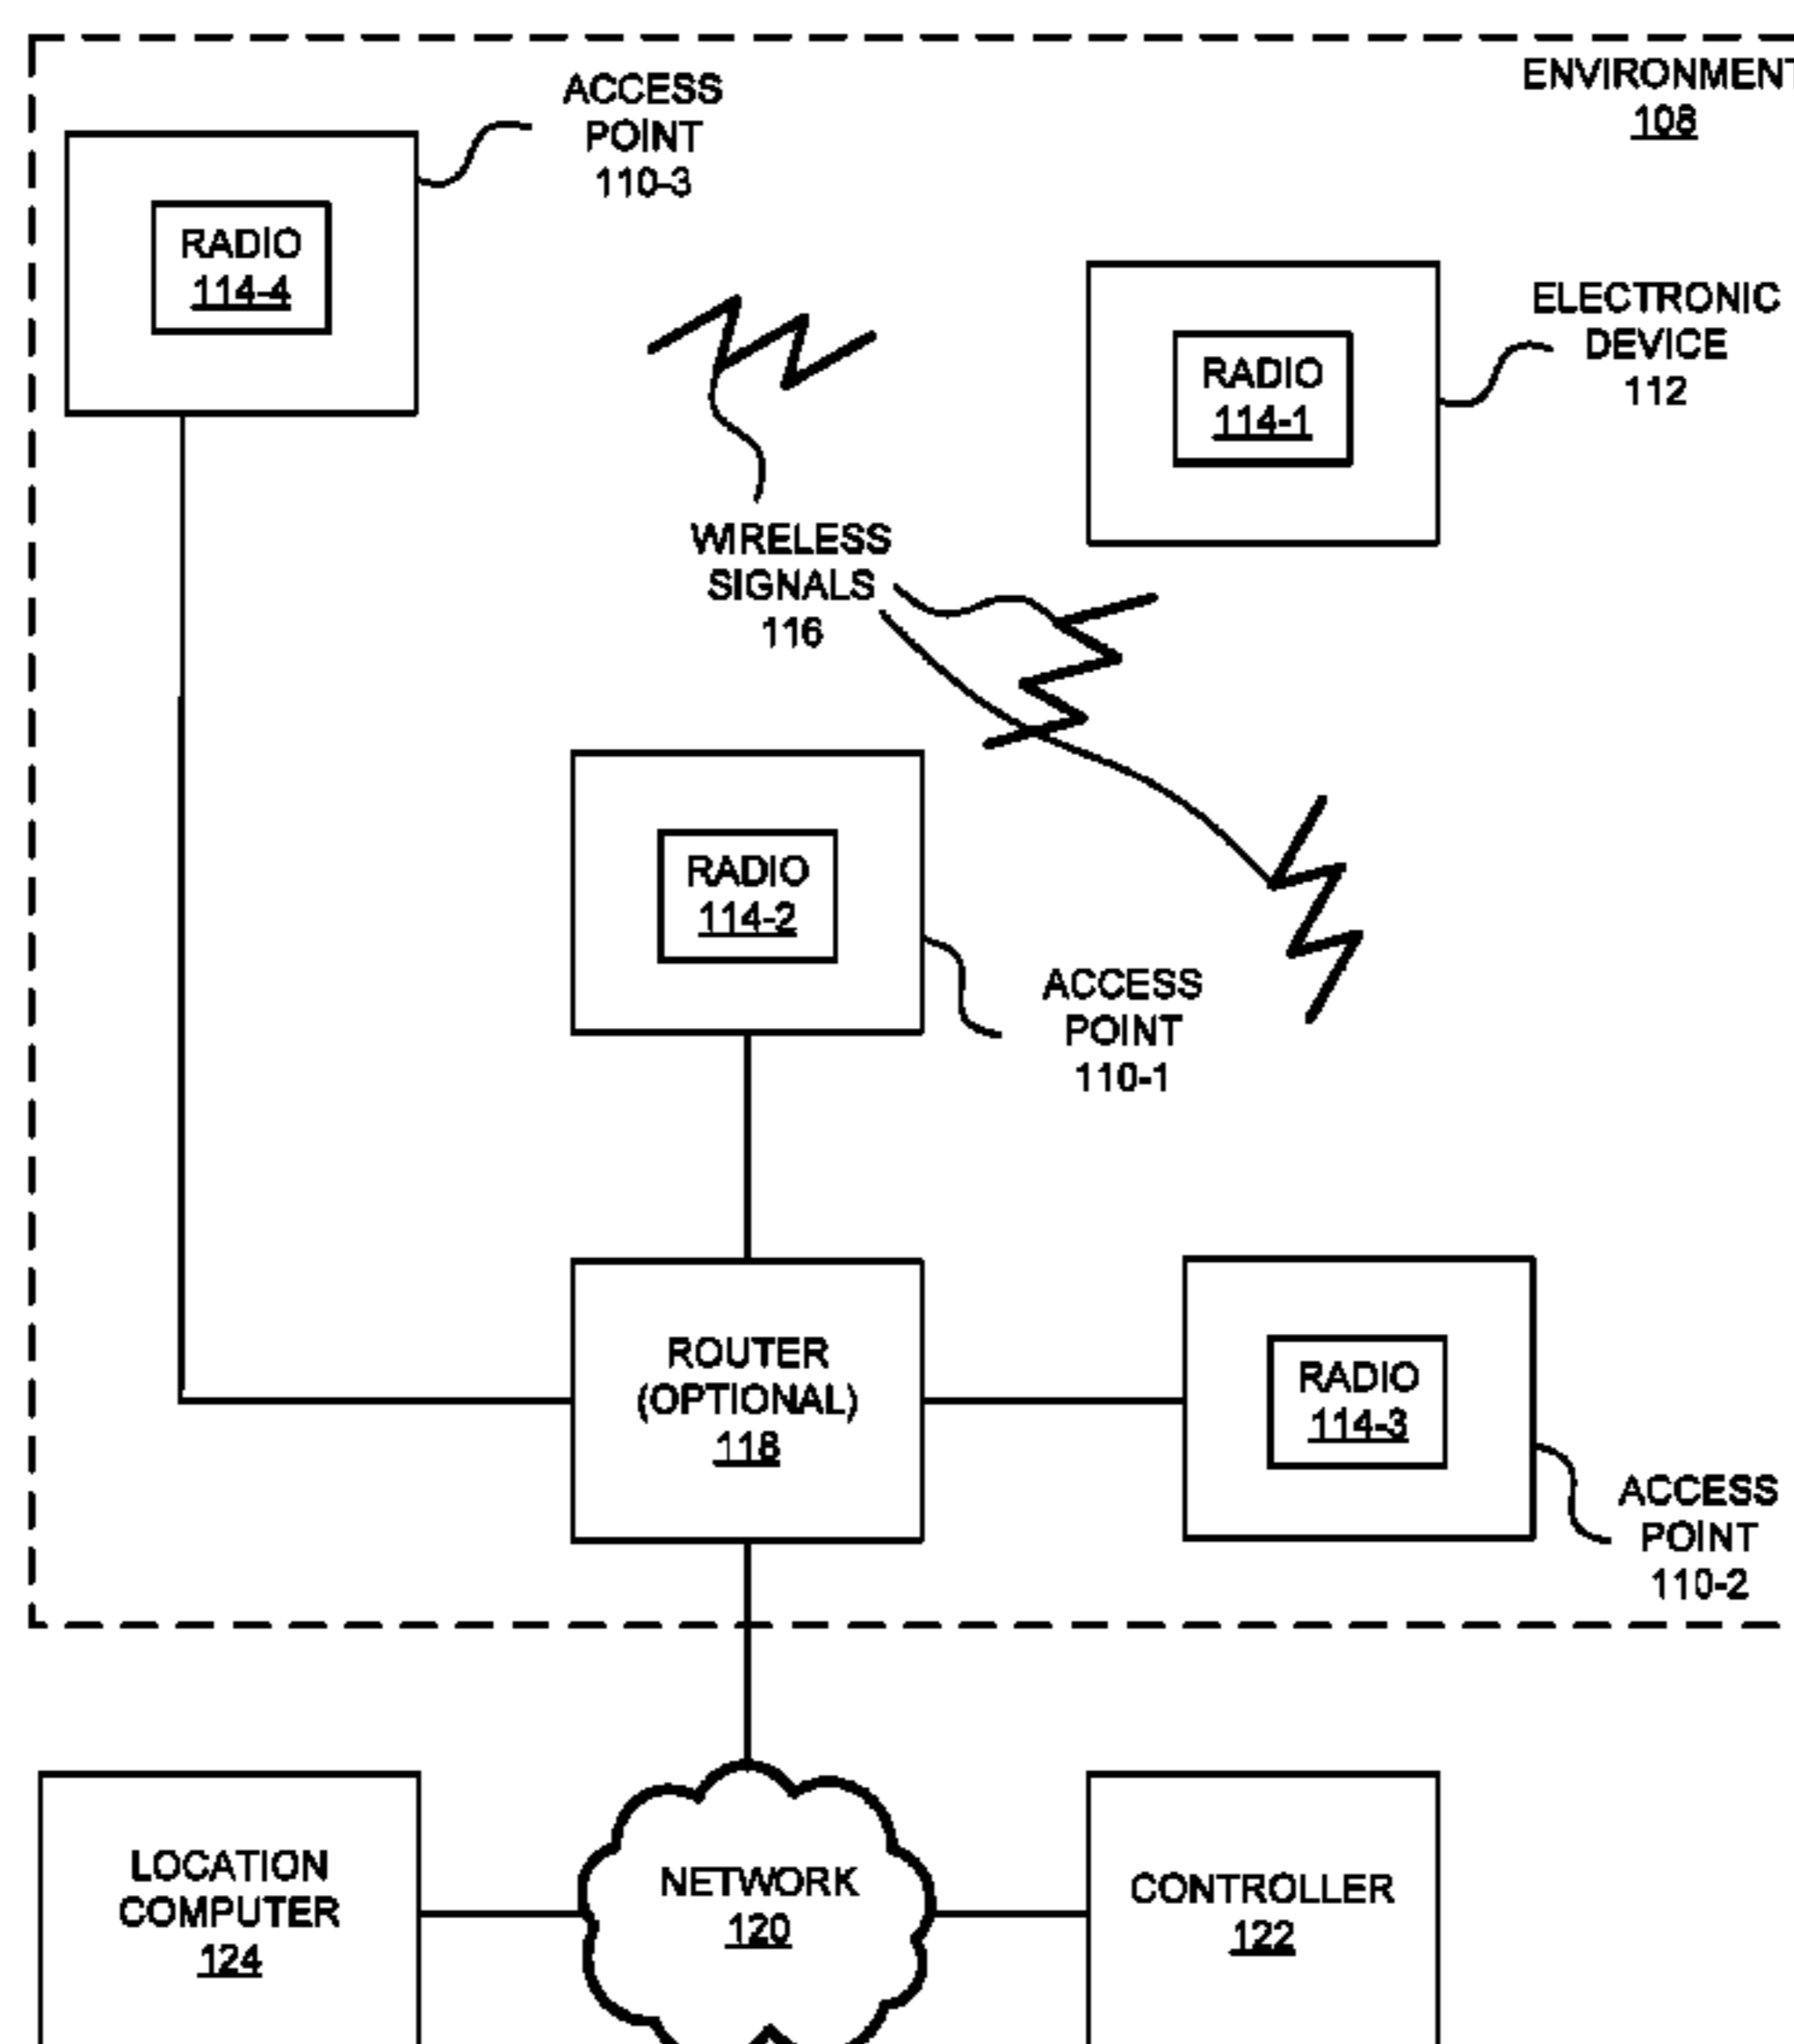 ENVIRONMENT
108
ACCESS
POINT
110-3
RADIO
114-4
ELECTRONIC
DEVICE
112
RADIO
114-1
WIRELESS
SIGNALS
116
RADIO
114-2
ACCESS
POINT
110-1
ROUTER
(OPTIONAL)
118
RADIO
114-3
ACCESS
POINT
110-2
LOCATION
COMPUTER
124
NETWORK
120
CONTROLLER
122